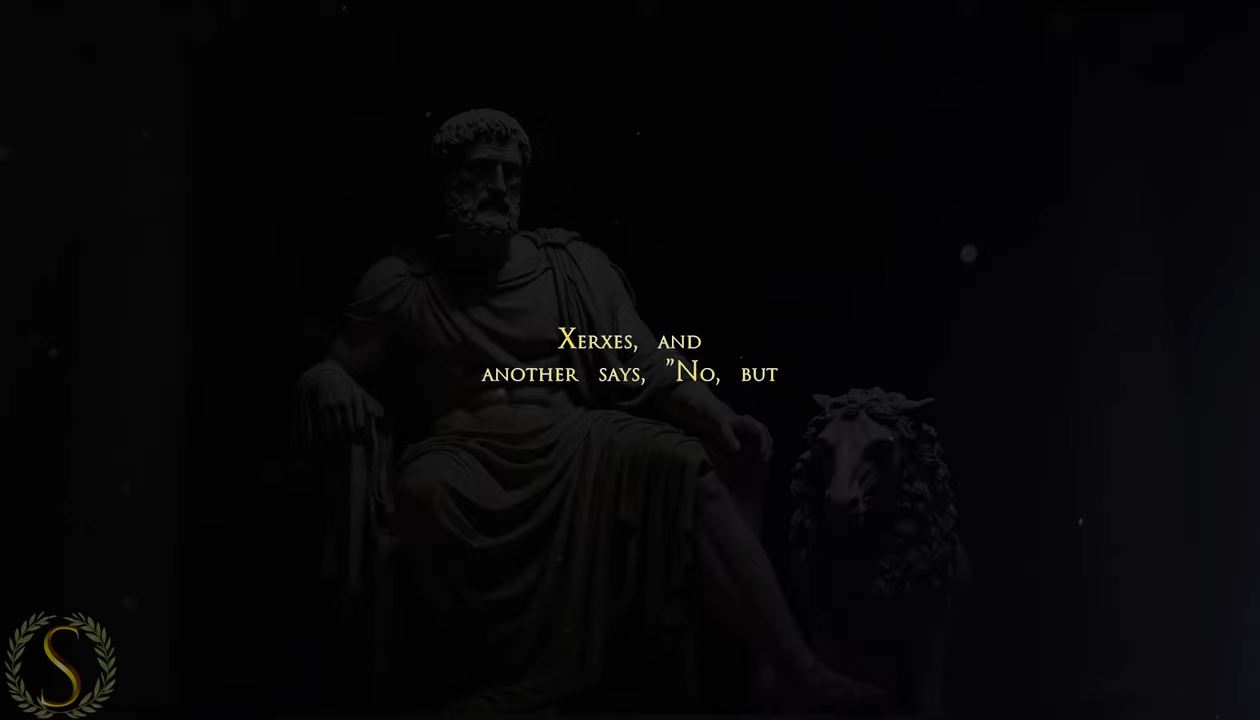 Xerxes, and
another says, "No, but
S